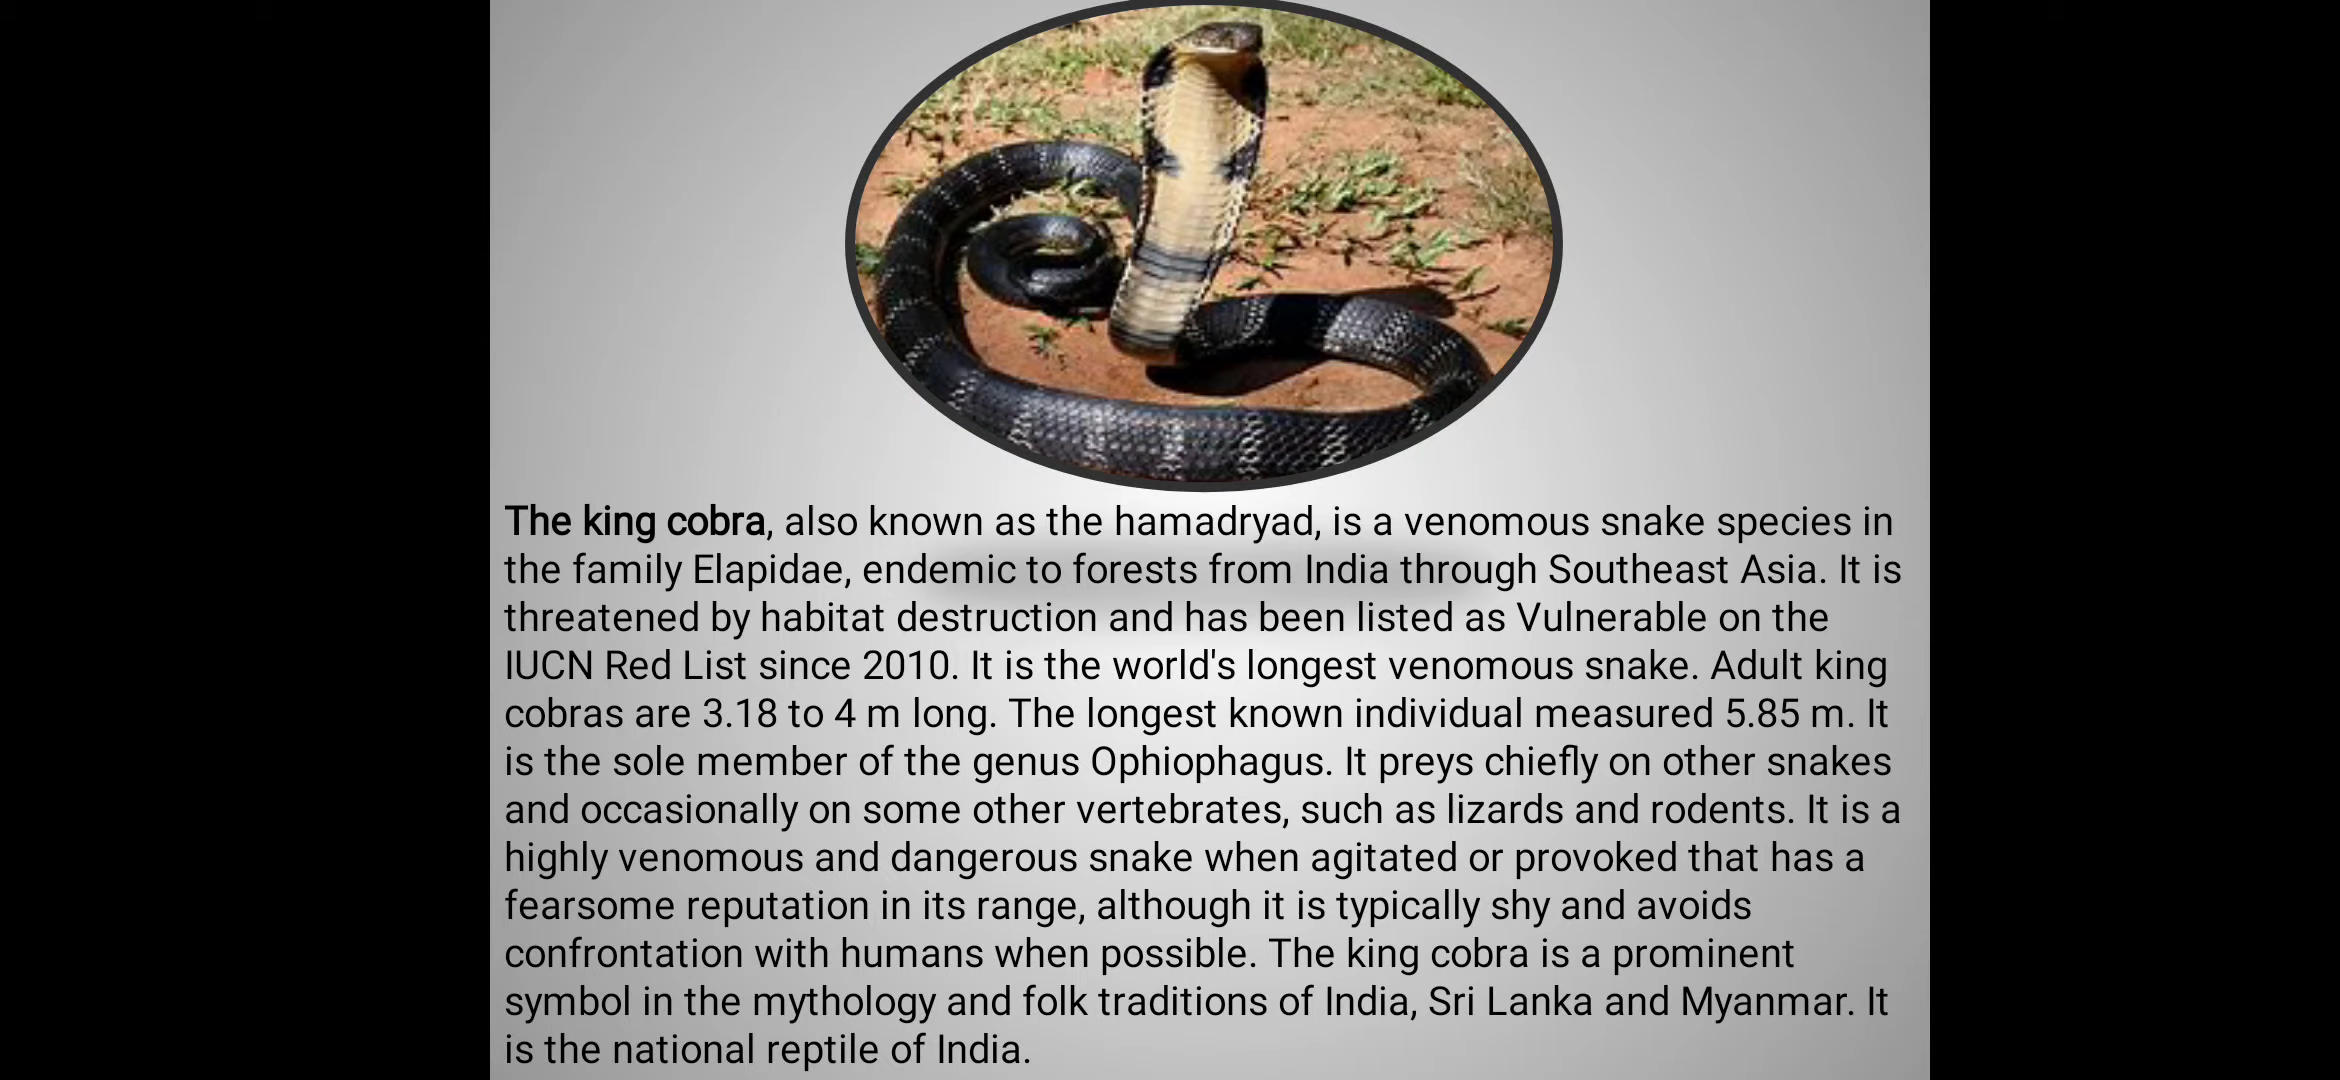 The king cobra, also known as the hamadryad, is a venomous snake species in
the family Elapidae, endemic to forests from India through Southeast Asia. It is
threatened by habitat destruction and has been listed as Vulnerable on the
IUCN Red List since 2010. It is the world's longest venomous snake. Adult king
cobras are 3.18 to 4 m long. The longest known individual measured 5.85 m. It
is the sole member of the genus Ophiophagus. It preys chiefly on other snakes
and occasionally on some other vertebrates, such as lizards and rodents. It is a
highly venomous and dangerous snake when agitated or provoked that has a
fearsome reputation in its range, although it is typically shy and avoids
confrontation with humans when possible. The king cobra is a prominent
symbol in the mythology and folk traditions of India, Sri Lanka and Myanmar. It
is the national reptile of India.